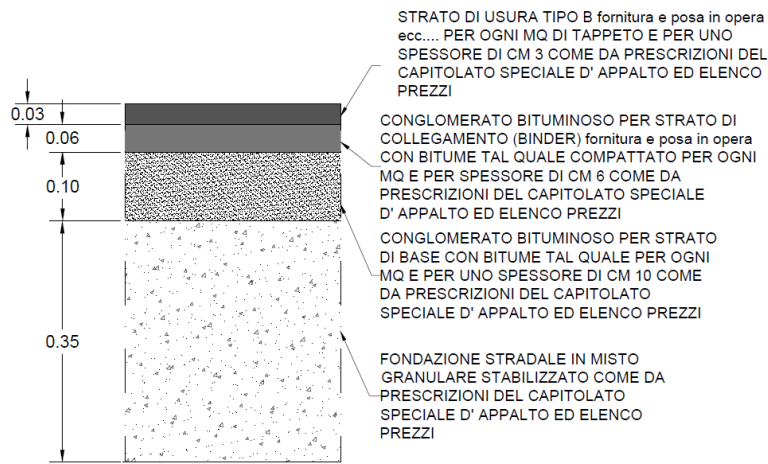 STRATO DI USURA TIPO B fornitura e posa in opera
ecc.... PER OGNI MQ DI TAPPETO E PER UNO
SPESSORE DI CM 3 COME DA PRESCRIZIONI DEL
CAPITOLATO SPECIALE D' APPALTO ED ELENCO
PREZZI
0.03
0.06
0.10
0.35
CONGLOMERATO BITUMINOSO PER STRATO DI
COLLEGAMENTO (BINDER) fornitura e posa in opera
CON BITUME TAL QUALE COMPATTATO PER OGNI
MQ E PER SPESSORE DI CM 6 COME DA
PRESCRIZIONI DEL CAPITOLATO SPECIALE
D' APPALTO ED ELENCO PREZZI
CONGLOMERATO BITUMINOSO PER STRATO
DI BASE CON BITUME TAL QUALE PER OGNI
MQ E PER UNO SPESSORE DI CM 10 COME
DA PRESCRIZIONI DEL CAPITOLATO
SPECIALE D' APPALTO ED ELENCO PREZZI
FONDAZIONE STRADALE IN MISTO
GRANULARE STABILIZZATO COME DA
PRESCRIZIONI DEL CAPITOLATO
SPECIALE D' APPALTO ED ELENCO
PREZZI